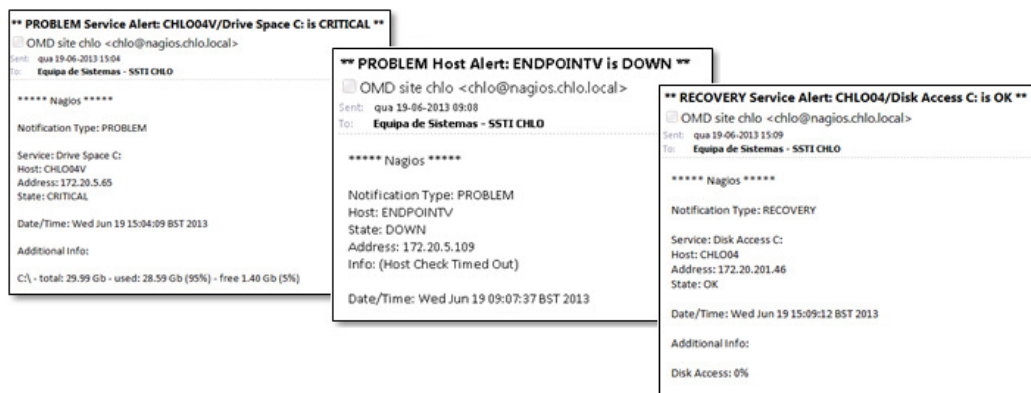 ** PROBLEM Service Alert: CHLO04V/Drive Space C: is CRITICAL **
OMD site chlo <chlo@nagios.chlo.local>
Sent: qua 19-06-2013 15:04
To: Equipa de Sistemas - SSTI CHLO
***** Nagios *****
Notification Type: PROBLEM
Service: Drive Space C:
Host: CHLO04V
Address: 172.20.5.65
State: CRITICAL
Date/Time: Wed Jun 19 15:04:09 BST 2013
Additional Info:
C:\ - total: 29.99 Gb - used: 28.59 Gb (95%) - free 1.40 Gb (5%)
** PROBLEM Host Alert: ENDPOINTV is DOWN **
OMD site chlo <chlo@nagios.chlo.local>
Sent: qua 19-06-2013 09:08
To: Equipa de Sistemas - SSTI CHLO
***** Nagios *****
Notification Type: PROBLEM
Host: ENDPOINTV
State: DOWN
Address: 172.20.5.109
Info: (Host Check Timed Out)
Date/Time: Wed Jun 19 09:07:37 BST 2013
** RECOVERY Service Alert: CHLO04/Disk Access C: is OK **
OMD site chlo <chlo@nagios.chlo.local>
Sent: qua 19-06-2013 15:09
To: Equipa de Sistemas - SSTI CHLO
***** Nagios *****
Notification Type: RECOVERY
Service: Disk Access C:
Host: CHLO04
Address: 172.20.201.46
State: OK
Date/Time: Wed Jun 19 15:09:12 BST 2013
Additional Info:
Disk Access: 0%